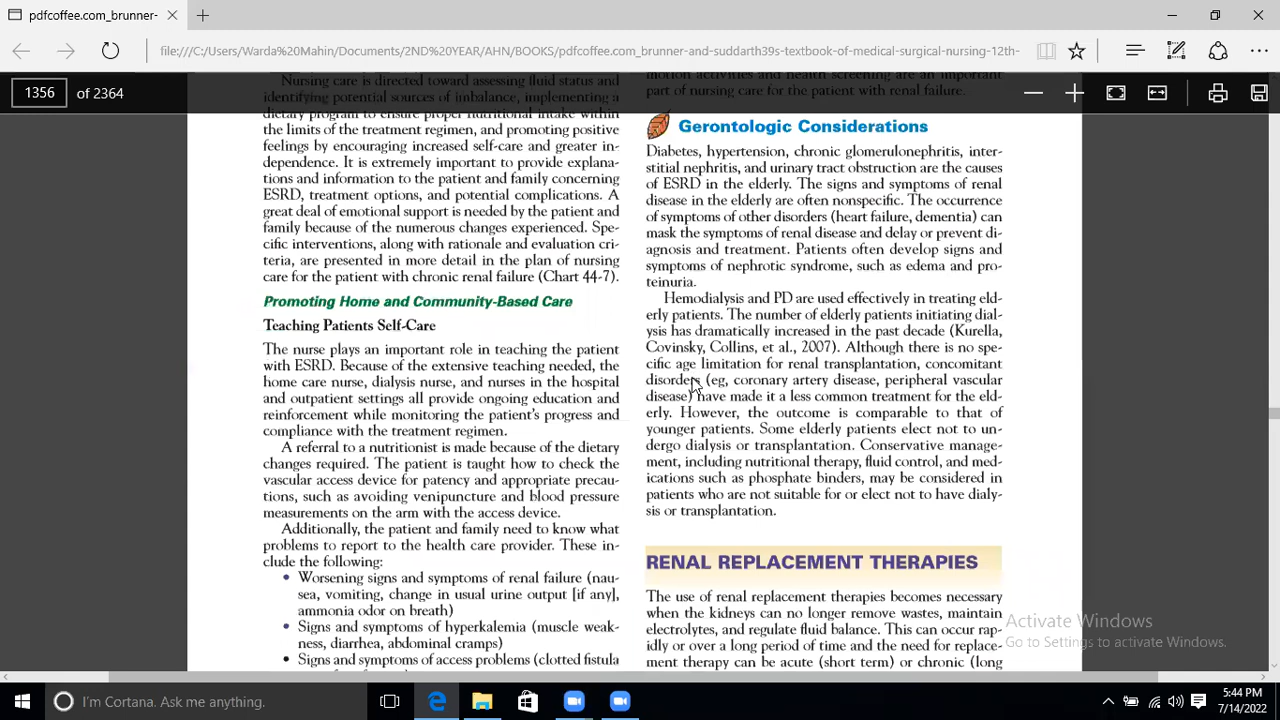 pdfcoffee.com_brunner-
file:///C:/Users/Warda%20Mahin/Documents/2ND%20YEAR/AHN/BOOKS/pdfcoffee.com_brunner-and-suddarth39s-textbook-of-medical-surgical-nursing-12th-
1356 of 2364
Nursing care is directed toward assessing fluid status and
identifying potential sources of imbalance, implementing a
dietary program to ensure proper nutritional intake within
the limits of the treatment regimen, and promoting positive
feelings by encouraging increased self-care and greater in-
dependence. It is extremely important to provide explana-
tions and information to the patient and family concerning
ESRD, treatment options, and potential complications. A
great deal of emotional support is needed by the patient and
family because of the numerous changes experienced. Spe-
cific interventions, along with rationale and evaluation cri-
teria, are presented in more detail in the plan of nursing
care for the patient with chronic renal failure (Chart 44-7).
Promoting Home and Community-Based Care
Teaching Patients Self-Care
The nurse plays an important role in teaching the patient
with ESRD. Because of the extensive teaching needed, the
home care nurse, dialysis nurse, and nurses in the hospital
and outpatient settings all provide ongoing education and
reinforcement while monitoring the patient's progress and
compliance with the treatment regimen.
A referral to a nutritionist is made because of the dietary
changes required. The patient is taught how to check the
vascular access device for patency and appropriate precau-
tions, such as avoiding venipuncture and blood pressure
measurements on the arm with the access device.
Additionally, the patient and family need to know what
problems to report to the health care provider. These in-
clude the following:
• Worsening signs and symptoms of renal failure (nau-
sea, vomiting, change in usual urine output [if any],
ammonia odor on breath)
• Signs and symptoms of hyperkalemia (muscle weak-
ness, diarrhea, abdominal cramps)
• Signs and symptoms of access problems (clotted fistula
motion activities and health screening are an important
part of nursing care for the patient with renal failure.
Gerontologic Considerations
Diabetes, hypertension, chronic glomerulonephritis, inter-
stitial nephritis, and urinary tract obstruction are the causes
of ESRD in the elderly. The signs and symptoms of renal
disease in the elderly are often nonspecific. The occurrence
of symptoms of other disorders (heart failure, dementia) can
mask the symptoms of renal disease and delay or prevent di-
agnosis and treatment. Patients often develop signs and
symptoms of nephrotic syndrome, such as edema and pro-
teinuria.
Hemodialysis and PD are used effectively in treating eld-
erly patients. The number of elderly patients initiating dial-
ysis has dramatically increased in the past decade (Kurella,
Covinsky, Collins, et al., 2007). Although there is no spe-
cific age limitation for renal transplantation, concomitant
disorders (eg, coronary artery disease, peripheral vascular
disease) have made it a less common treatment for the eld-
erly. However, the outcome is comparable to that of
younger patients. Some elderly patients elect not to un-
dergo dialysis or transplantation. Conservative manage-
ment, including nutritional therapy, fluid control, and med-
ications such as phosphate binders, may be considered in
patients who are not suitable for or elect not to have dialy-
sis or transplantation.
RENAL REPLACEMENT THERAPIES
The use of renal replacement therapies becomes necessary
when the kidneys can no longer remove wastes, maintain
electrolytes, and regulate fluid balance. This can occur rap-
idly or over a long period of time and the need for replace-
ment therapy can be acute (short term) or chronic (long
Activate Windows
Go to Settings to activate Windows.
I'm Cortana. Ask me anything.
5:44 PM
7/14/2022